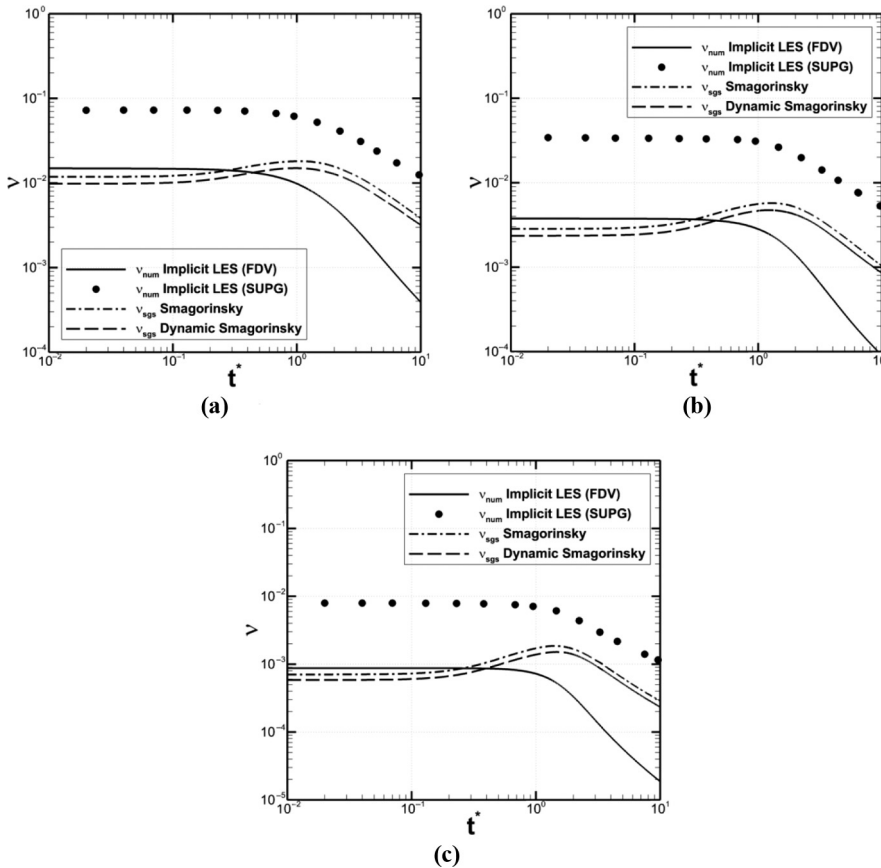 10⁰
10⁻¹
10⁻²
10⁻³
10⁻⁴
ν
ν_num Implicit LES (FDV)
ν_num Implicit LES (SUPG)
ν_sgs Smagorinsky
ν_sgs Dynamic Smagorinsky
10⁻² 10⁻¹ 10⁰ 10¹
t*
(a)
10⁰
10⁻¹
10⁻²
10⁻³
10⁻⁴
ν
ν_num Implicit LES (FDV)
ν_num Implicit LES (SUPG)
ν_sgs Smagorinsky
ν_sgs Dynamic Smagorinsky
10⁻² 10⁻¹ 10⁰ 10¹
t*
(b)
10⁰
10⁻¹
10⁻²
10⁻³
10⁻⁴
10⁻⁵
ν
ν_num Implicit LES (FDV)
ν_num Implicit LES (SUPG)
ν_sgs Smagorinsky
ν_sgs Dynamic Smagorinsky
10⁻² 10⁻¹ 10⁰ 10¹
t*
(c)